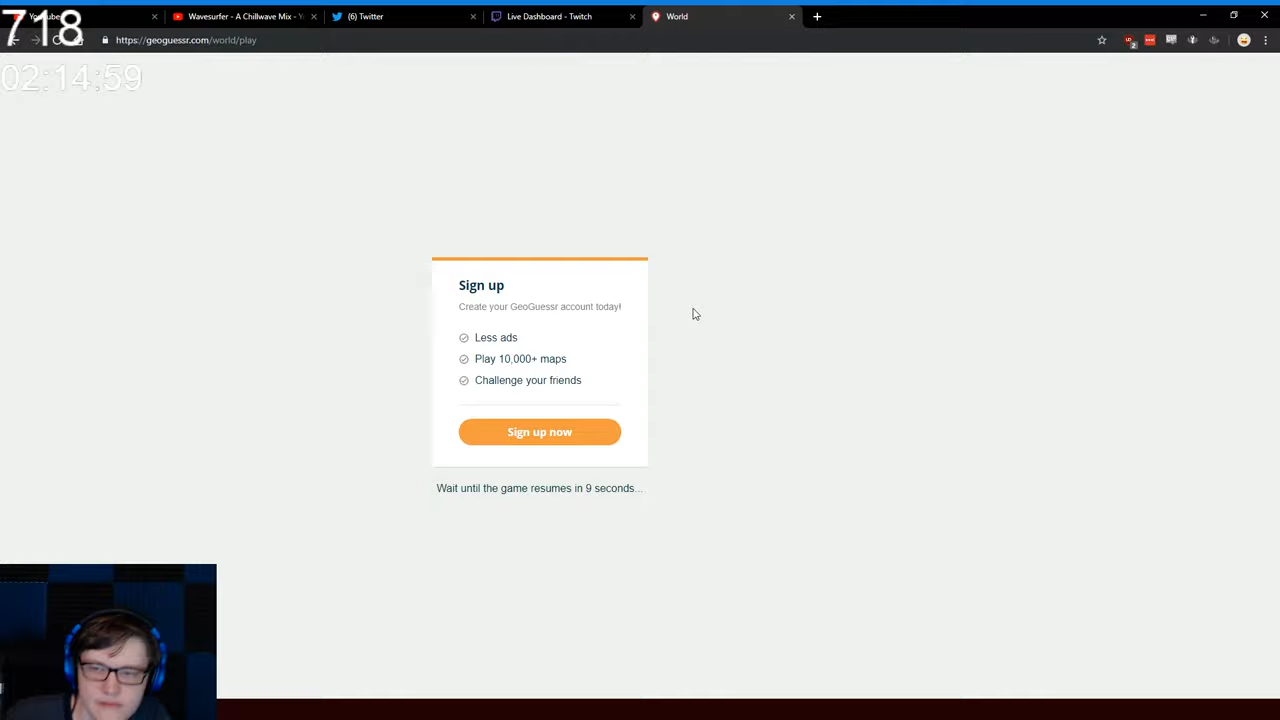 718
Wavesurfer - A Chillwave Mix - Y
(6) Twitter
Live Dashboard - Twitch
World
https://geoguessr.com/world/play
2
02:14:59
Sign up
Create your GeoGuessr account today!
Less ads
Play 10,000+ maps
Challenge your friends
Sign up now
Wait until the game resumes in 9 seconds...